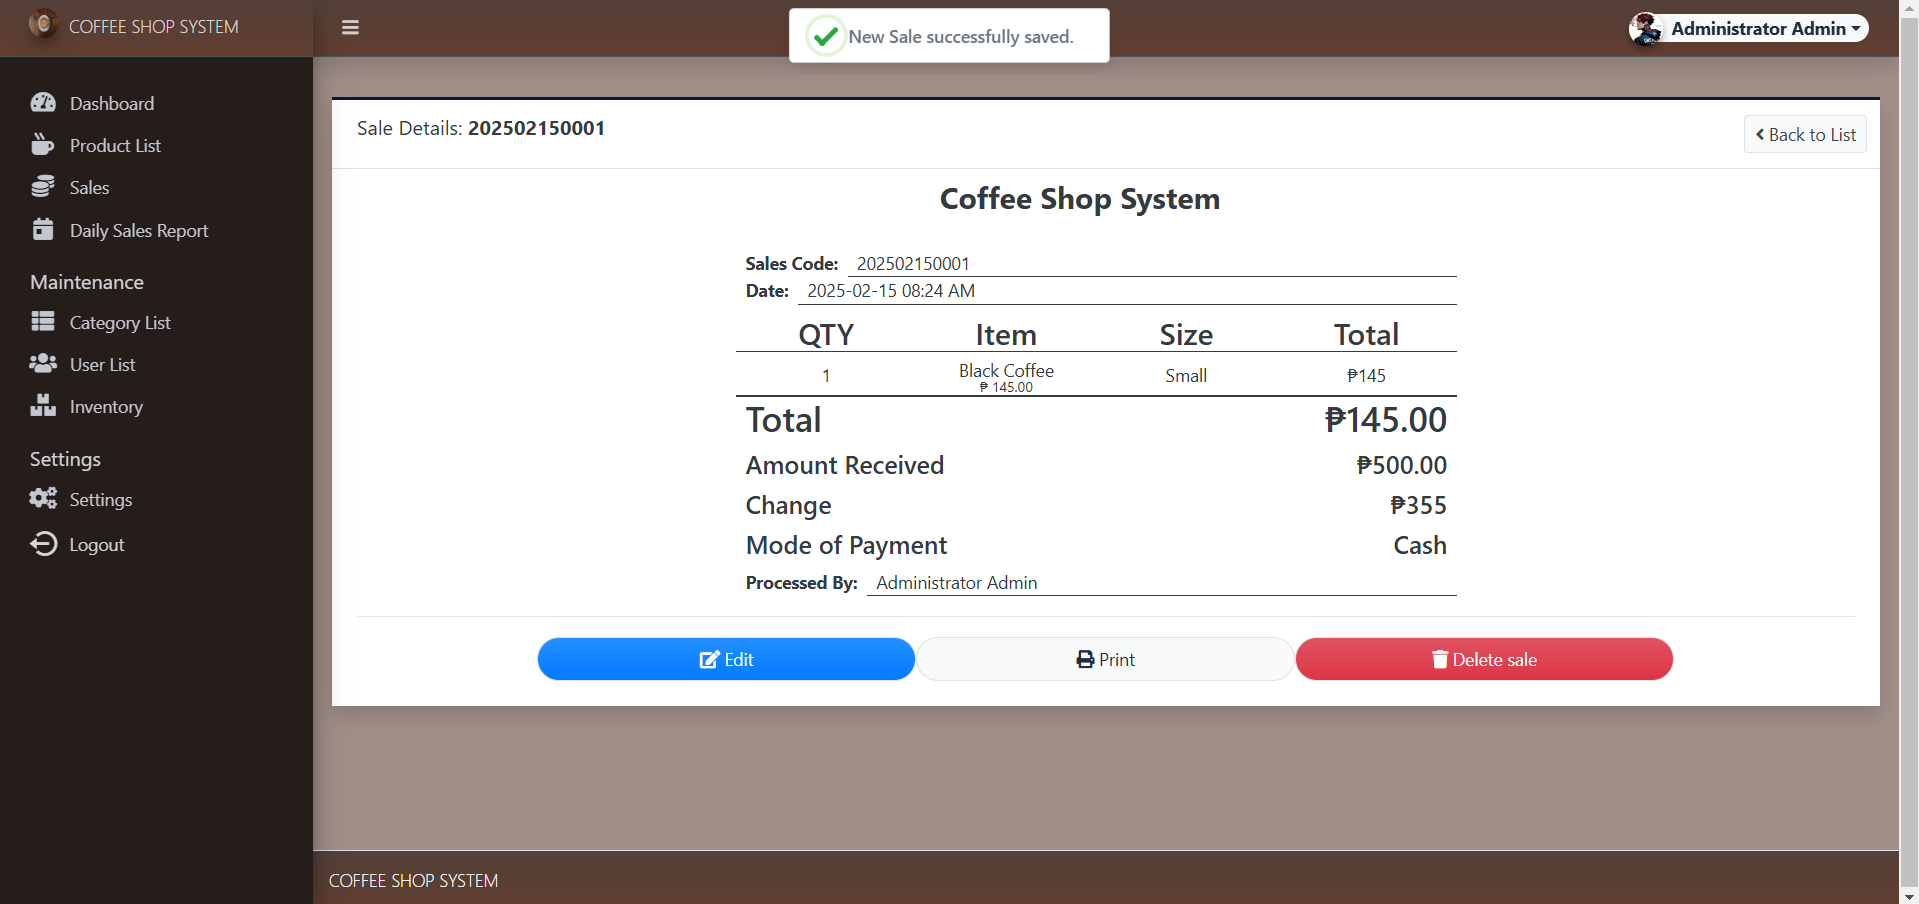 COFFEE SHOP SYSTEM
New Sale successfully saved.
Administrator Admin
Dashboard
Product List
Sales
Daily Sales Report
Maintenance
Category List
User List
Inventory
Settings
Settings
Logout
Sale Details: 202502150001
Back to List
Coffee Shop System
Sales Code: 202502150001
Date: 2025-02-15 08:24 AM
QTY Item Size Total
1 Black Coffee Small ₱145
₱ 145.00
Total ₱145.00
Amount Received ₱500.00
Change ₱355
Mode of Payment Cash
Processed By: Administrator Admin
Edit Print Delete sale
COFFEE SHOP SYSTEM